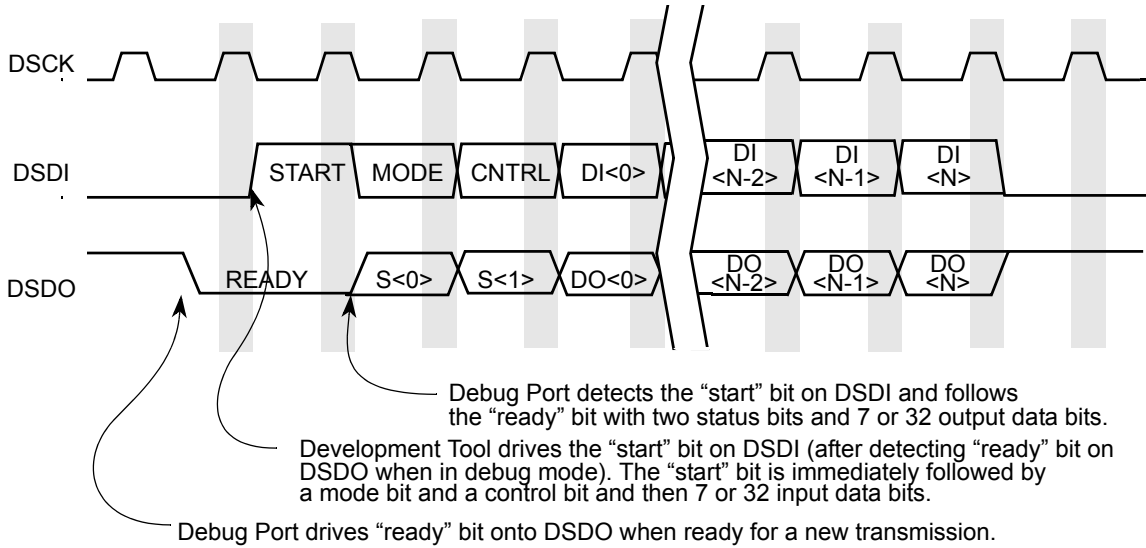 DSCK
DSDI
START MODE CNTRL DI<0> DI <N-2> DI <N-1> DI <N>
DSDO
READY S<0> S<1> DO<0> DO <N-2> DO <N-1> DO <N>
Debug Port detects the “start” bit on DSDI and follows
the “ready” bit with two status bits and 7 or 32 output data bits.
Development Tool drives the “start” bit on DSDI (after detecting “ready” bit on
DSDO when in debug mode). The “start” bit is immediately followed by
a mode bit and a control bit and then 7 or 32 input data bits.
Debug Port drives “ready” bit onto DSDO when ready for a new transmission.